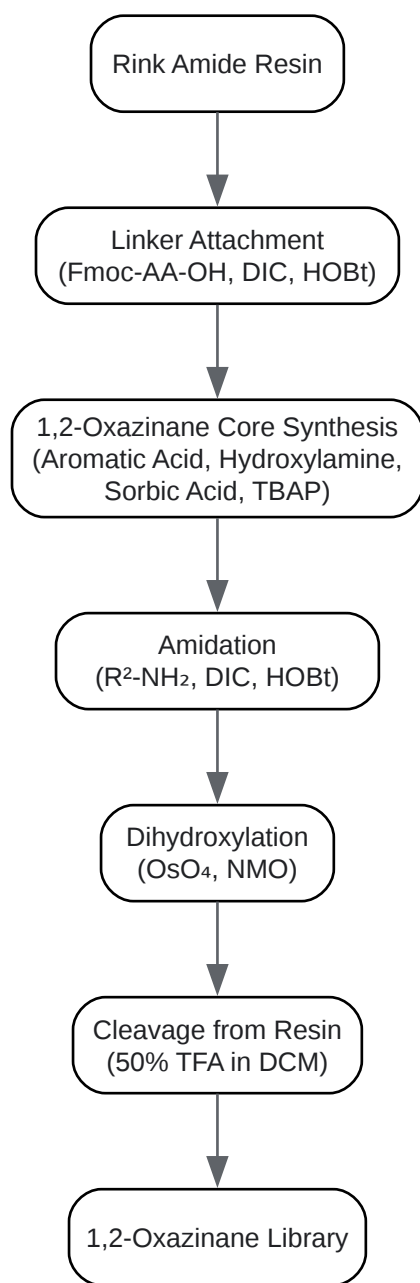 Rink Amide Resin
Linker Attachment
(Fmoc-AA-OH, DIC, HOBt)
1,2-Oxazinane Core Synthesis
(Aromatic Acid, Hydroxylamine,
Sorbic Acid, TBAP)
Amidation
(R²-NH₂, DIC, HOBt)
Dihydroxylation
(OsO₄, NMO)
Cleavage from Resin
(50% TFA in DCM)
1,2-Oxazinane Library